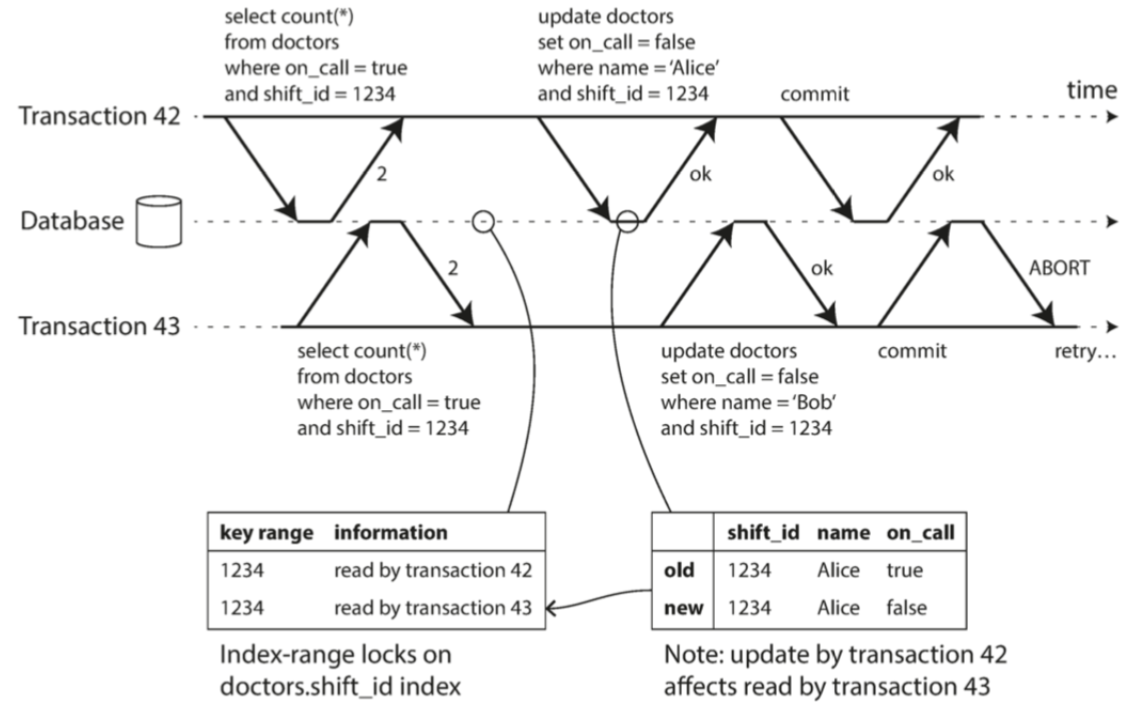 select count(*)
from doctors
where on_call = true
and shift_id = 1234
update doctors
set on_call = false
where name = ‘Alice’
and shift_id = 1234
commit
time
Transaction 42
2
ok
ok
Database
2
ok
ABORT
Transaction 43
select count(*)
from doctors
where on_call = true
and shift_id = 1234
update doctors
set on_call = false
where name = ‘Bob’
and shift_id = 1234
commit
retry...
key range information
1234 read by transaction 42
1234 read by transaction 43
Index-range locks on
doctors.shift_id index
shift_id name on_call
old 1234 Alice true
new 1234 Alice false
Note: update by transaction 42
affects read by transaction 43